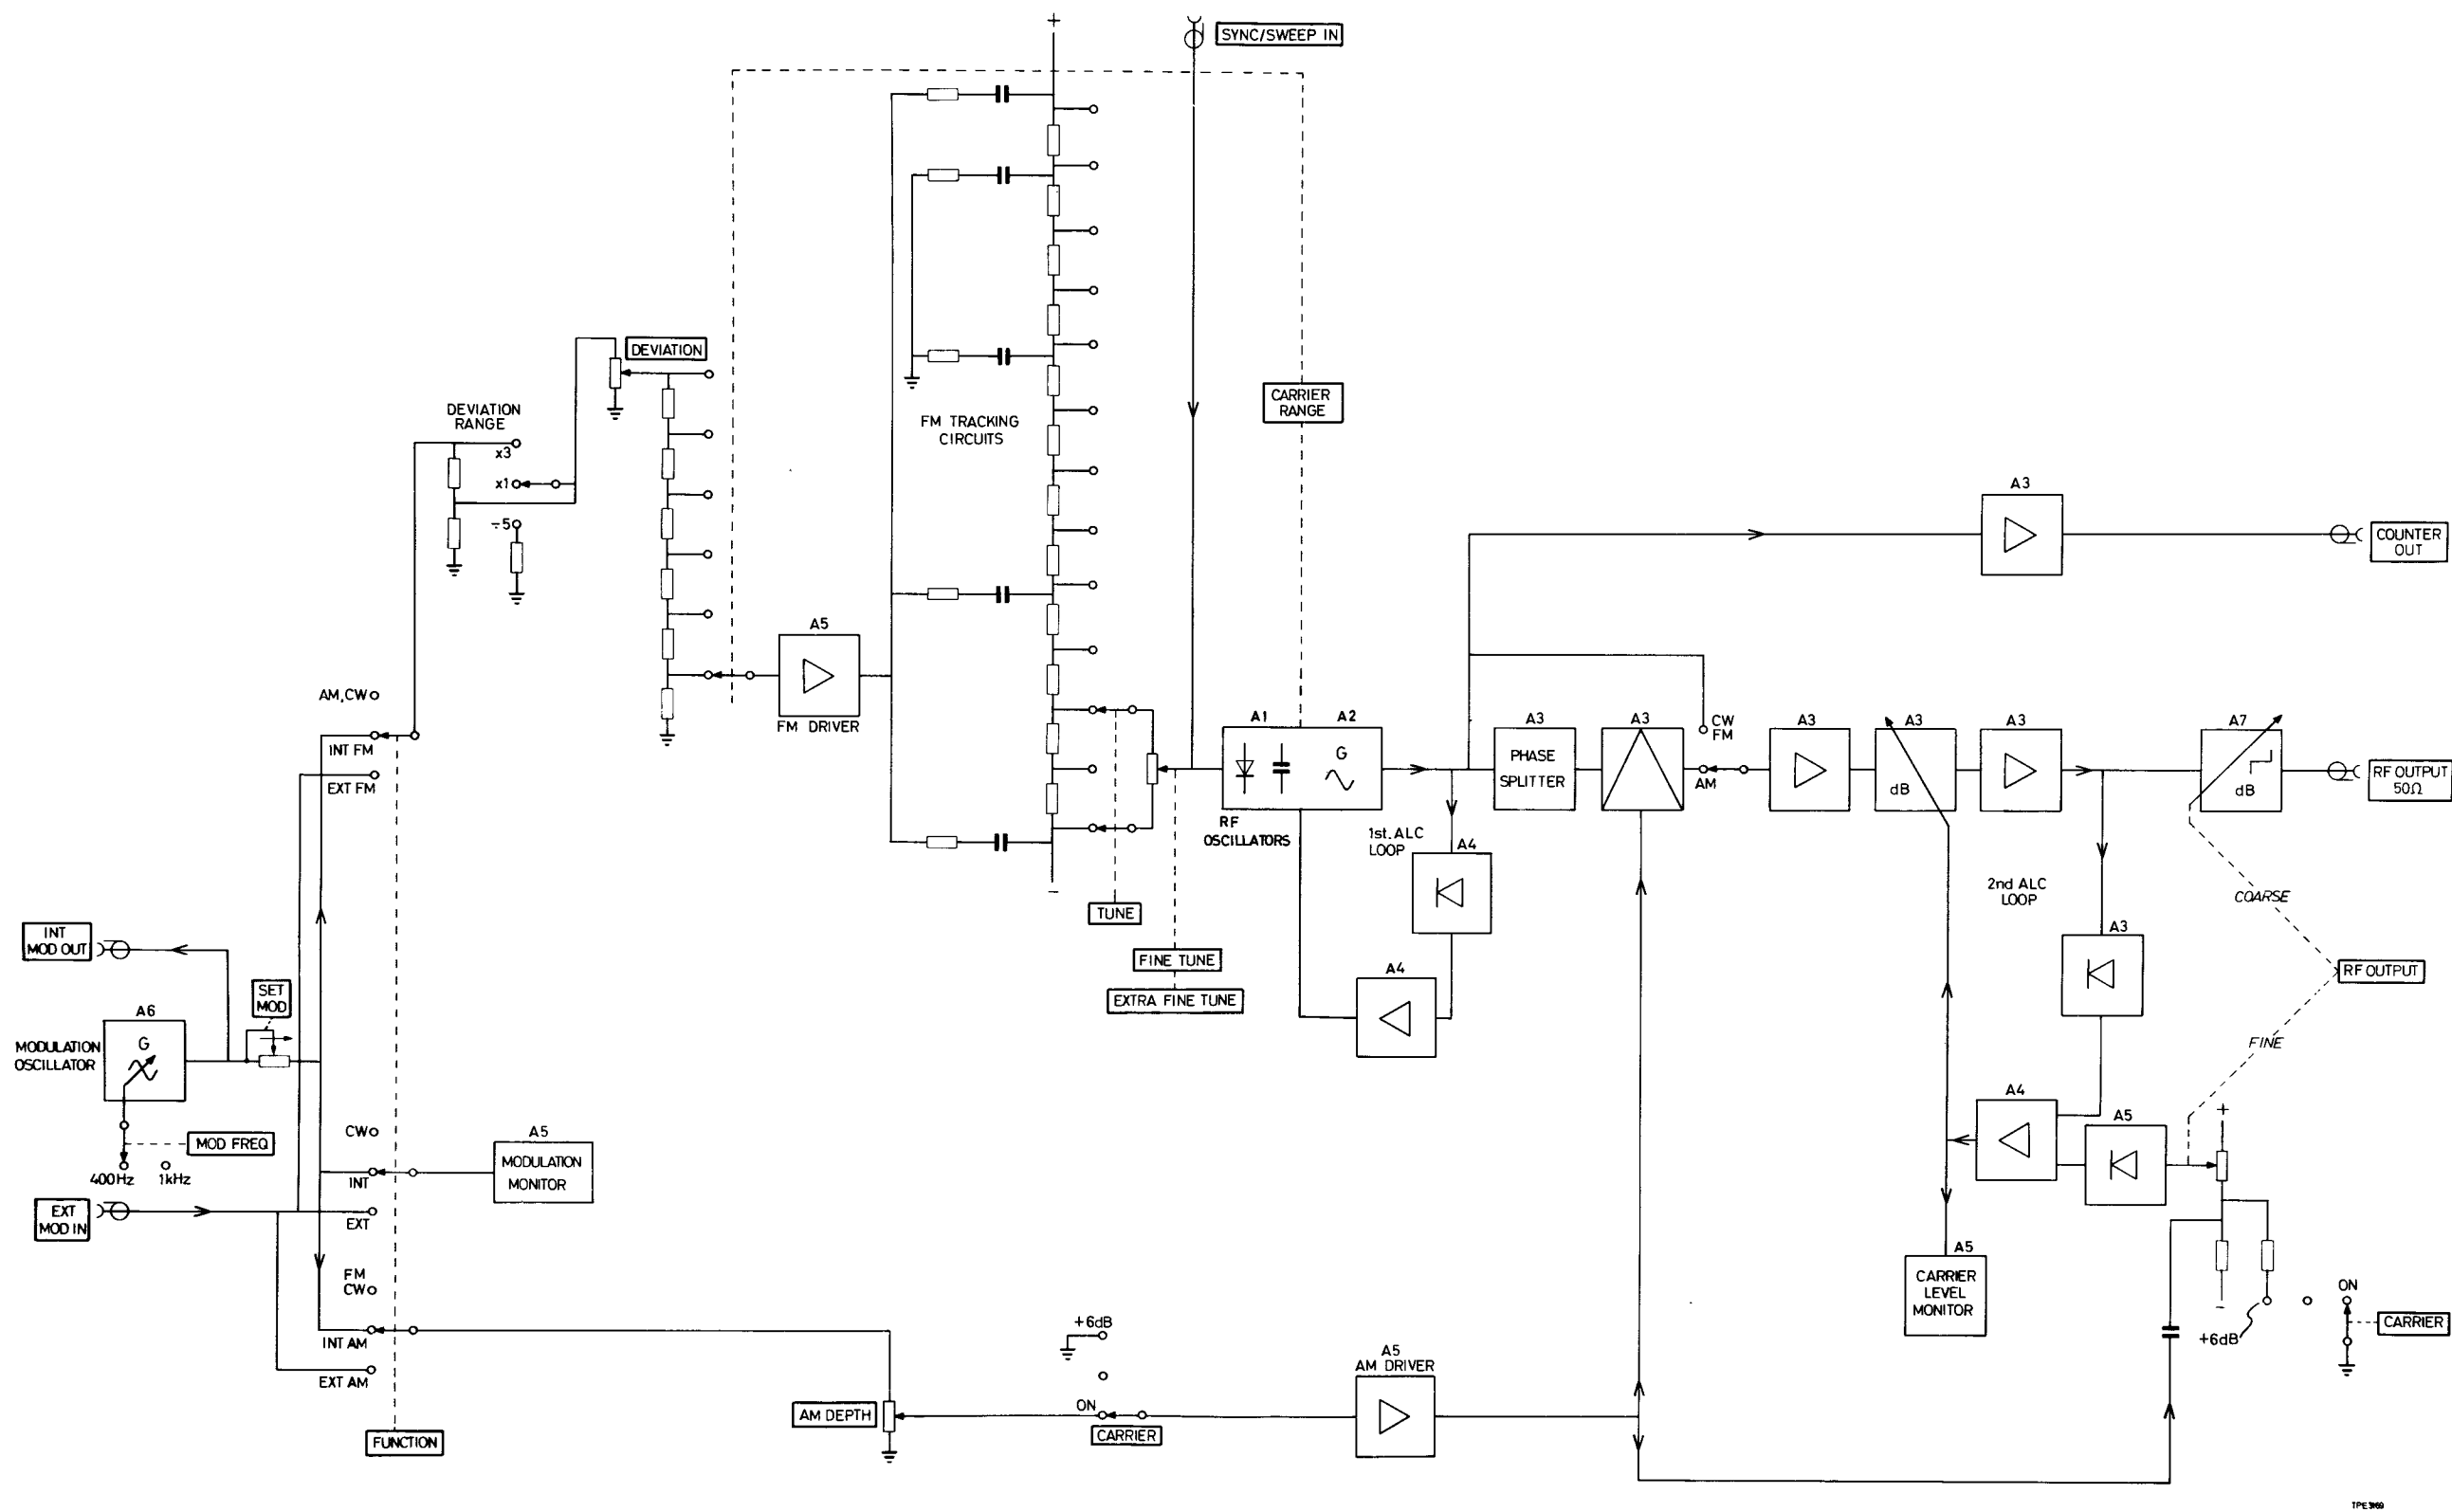 +
SYNC/SWEEP IN
DEVIATION
DEVIATION
RANGE
x3
x1
÷5
FM TRACKING
CIRCUITS
CARRIER
RANGE
A3
COUNTER
OUT
A5
FM DRIVER
AM, CW
INT FM
EXT FM
A1
A2
G
RF
OSCILLATORS
A3
PHASE
SPLITTER
A3
CW
FM
AM
A3
A3
dB
A3
A7
dB
RF OUTPUT
50Ω
1st. ALC
LOOP
A4
–
TUNE
FINE TUNE
EXTRA FINE TUNE
A4
2nd ALC
LOOP
A3
COARSE
RF OUTPUT
FINE
INT
MOD OUT
SET
MOD
A6
G
MODULATION
OSCILLATOR
MOD FREQ
400Hz
1kHz
EXT
MOD IN
CW
INT
EXT
A5
MODULATION
MONITOR
A4
A5
+
A5
CARRIER
LEVEL
MONITOR
–
+6dB
ON
CARRIER
FM
CW
INT AM
EXT AM
FUNCTION
AM DEPTH
+6dB
ON
CARRIER
A5
AM DRIVER
TPE3169